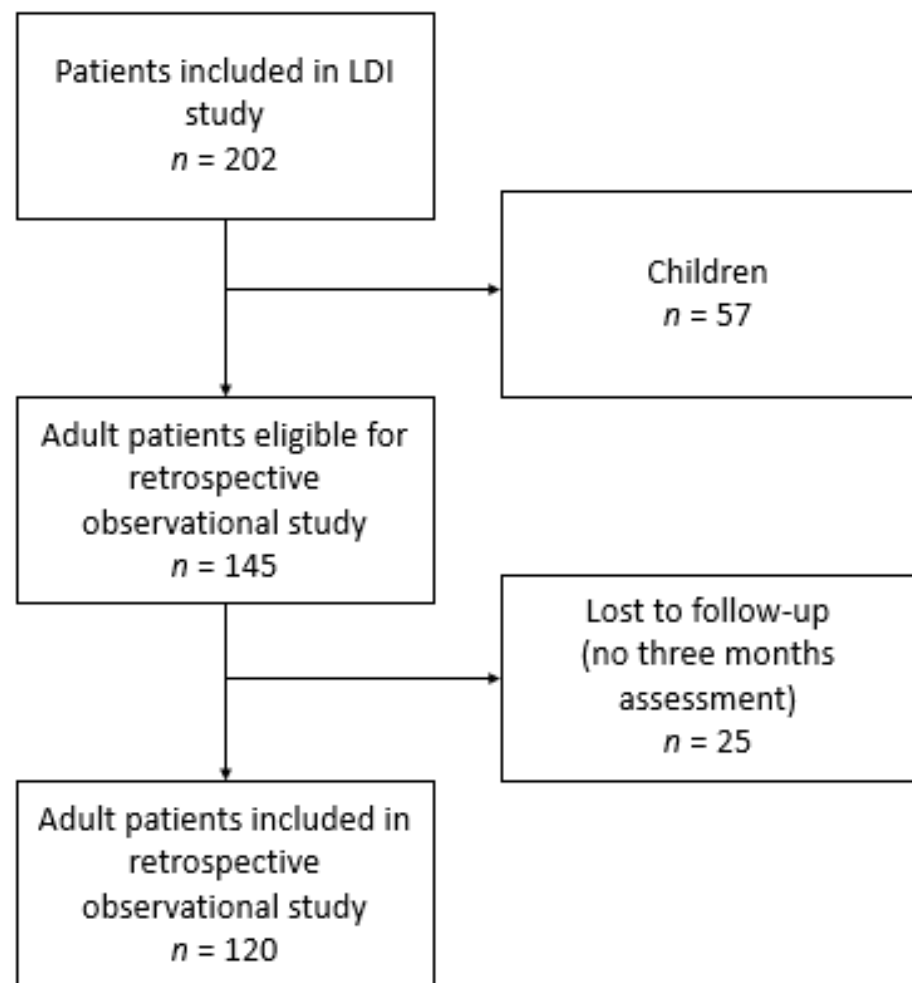 Patients included in LDI
study
n = 202
Children
n = 57
Adult patients eligible for
retrospective
observational study
n = 145
Lost to follow-up
(no three months
assessment)
n = 25
Adult patients included in
retrospective
observational study
n = 120